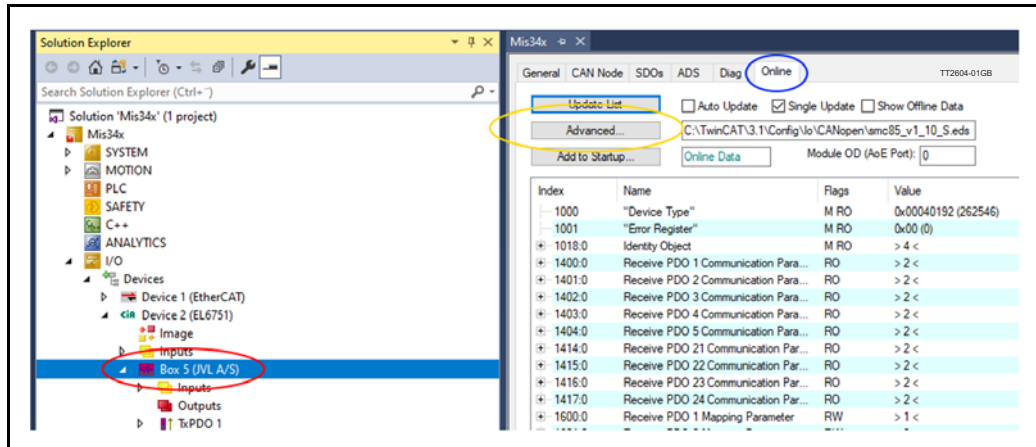 Solution Explorer
Search Solution Explorer (Ctrl+¨)
Solution 'Mis34x' (1 project)
Mis34x
SYSTEM
MOTION
PLC
SAFETY
C++
ANALYTICS
I/O
Devices
Device 1 (EtherCAT)
Device 2 (EL6751)
Image
Inputs
Box 5 (JVL A/S)
Inputs
Outputs
TxPDO 1
Mis34x
General CAN Node SDOs ADS Diag Online
TT2604-01GB
Update List Auto Update Single Update Show Offline Data
Advanced... C:\TwinCAT\3.1\Config\Io\CANopen\smc85_v1_10_S.eds
Add to Startup... Online Data Module OD (AoE Port): 0
Index Name Flags Value
1000 "Device Type" M RO 0x00040192 (262546)
1001 "Error Register" M RO 0x00 (0)
1018:0 Identity Object M RO > 4 <
1400:0 Receive PDO 1 Communication Para... RO > 2 <
1401:0 Receive PDO 2 Communication Para... RO > 2 <
1402:0 Receive PDO 3 Communication Para... RO > 2 <
1403:0 Receive PDO 4 Communication Para... RO > 2 <
1404:0 Receive PDO 5 Communication Para... RO > 2 <
1414:0 Receive PDO 21 Communication Par... RO > 2 <
1415:0 Receive PDO 22 Communication Par... RO > 2 <
1416:0 Receive PDO 23 Communication Par... RO > 2 <
1417:0 Receive PDO 24 Communication Par... RO > 2 <
1600:0 Receive PDO 1 Mapping Parameter RW > 1 <